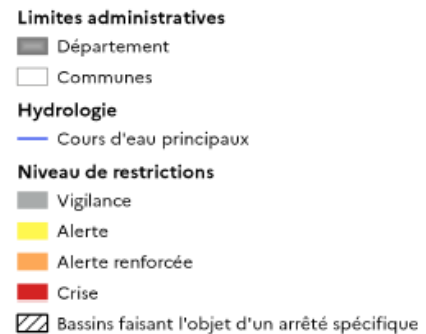 Limites administratives
Département
Communes
Hydrologie
Cours d'eau principaux
Niveau de restrictions
Vigilance
Alerte
Alerte renforcée
Crise
Bassins faisant l'objet d'un arrêté spécifique